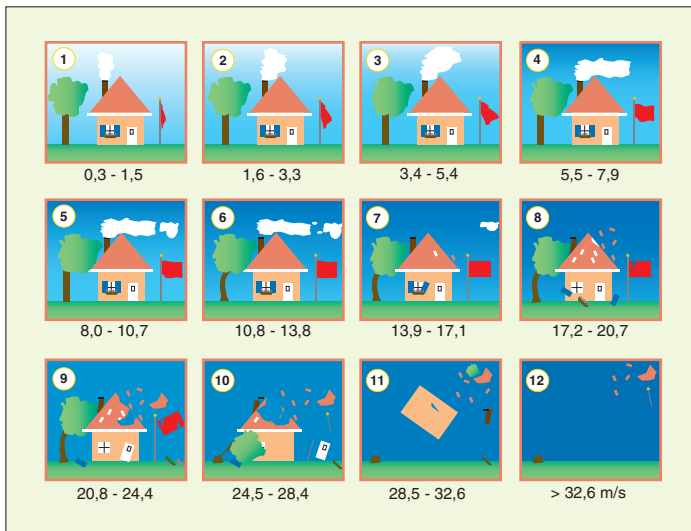 1 2 3 4
0,3 - 1,5 1,6 - 3,3 3,4 - 5,4 5,5 - 7,9
5 6 7 8
8,0 - 10,7 10,8 - 13,8 13,9 - 17,1 17,2 - 20,7
9 10 11 12
20,8 - 24,4 24,5 - 28,4 28,5 - 32,6 > 32,6 m/s